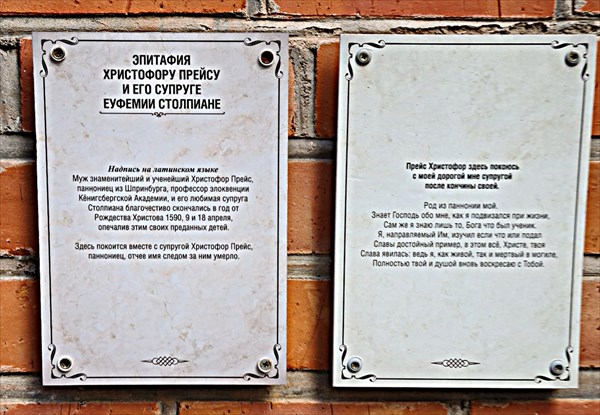 ЭПИТАФИЯ
ХРИСТОФОРУ ПРЕЙСУ
И ЕГО СУПРУГЕ
ЕУФЕМИИ СТОЛПИАНЕ
Надпись на латинском языке
Муж знаменитейший и ученейший Христофор Прейс,
паннониец из Шпринбурга, профессор элоквенции
Кёнигсбергской Академии, и его любимая супруга
Столпиана благочестиво скончались в год от
Рождества Христова 1590, 9 и 18 апреля,
опечалив этим своих преданных детей.
Здесь покоится вместе с супругой Христофор Прейс,
паннониец, отчее имя следом за ним умерло.
Прейс Христофор здесь покоюсь
с моей дорогой мне супругой
после кончины своей.
Род из паннонии мой.
Знает Господь обо мне, как я подвизался при жизни,
Сам же я знаю лишь то, Бога что был ученик.
Я, направляемый Им, изучил если что или подал
Славы достойный пример, в этом всё, Христе, твоя
Слава явилась: ведь я, как живой, так и мертвый в могиле,
Полностью твой и душой вновь воскресаю с Тобой.